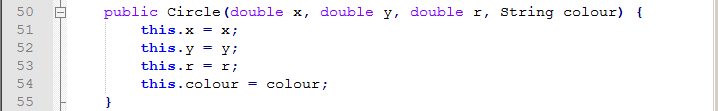 50 public Circle(double x, double y, double r, String colour) {
51 this.x = x;
52 this.y = y;
53 this.r = r;
54 this.colour = colour;
55 }